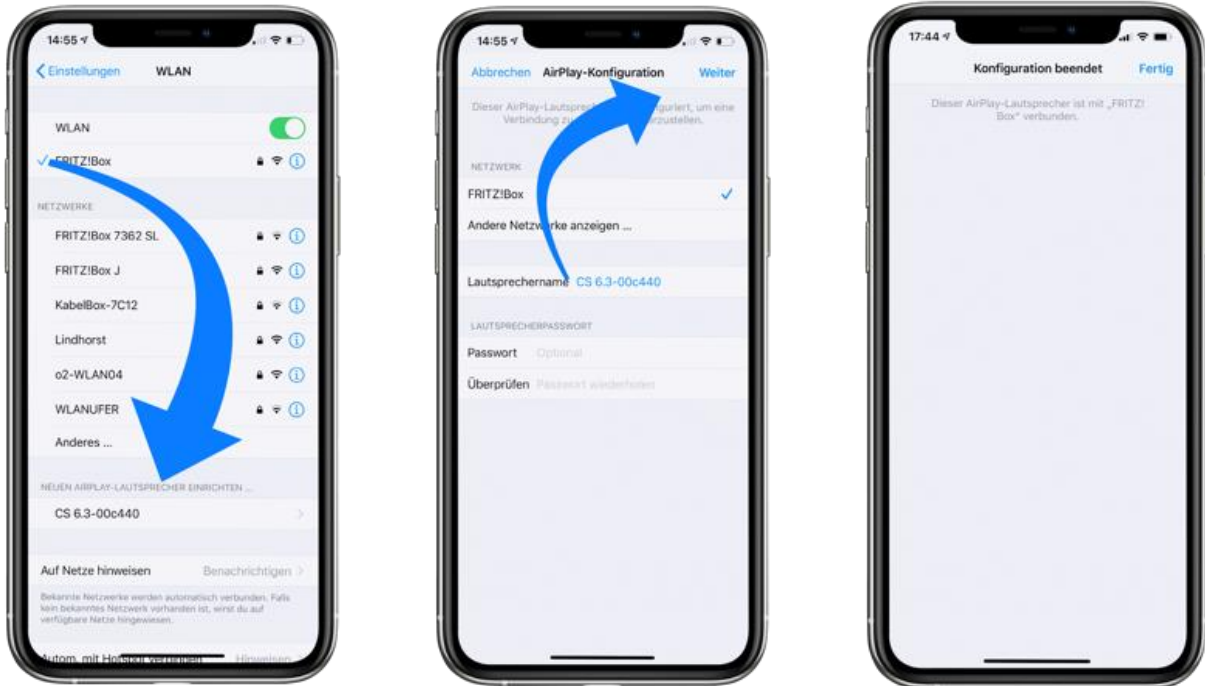 14:55
Einstellungen WLAN
WLAN
FRITZ!Box
NETZWERKE
FRITZ!Box 7362 SL
FRITZ!Box J
KabelBox-7C12
Lindhorst
o2-WLAN04
WLANUFER
Anderes ...
NEUEN AIRPLAY-LAUTSPRECHER EINRICHTEN ...
CS 6.3-00c440
Auf Netze hinweisen Benachrichtigen
Bekannte Netzwerke werden automatisch verbunden. Falls
kein bekanntes Netzwerk vorhanden ist, wirst du auf
verfügbare Netze hingewiesen.
Autom. mit Hotspot verbinden Hinweisen
14:55
Abbrechen AirPlay-Konfiguration Weiter
Dieser AirPlay-Lautsprecher um eine
Verbindung
NETZWERK
FRITZ!Box
Andere Netzwerke anzeigen ...
Lautsprechername CS 6.3-00c440
LAUTSPRECHERPASSWORT
Passwort Optional
Überprüfen Passwort wiederholen
17:44
Konfiguration beendet Fertig
Dieser AirPlay-Lautsprecher ist mit „FRITZ!
Box“ verbunden.